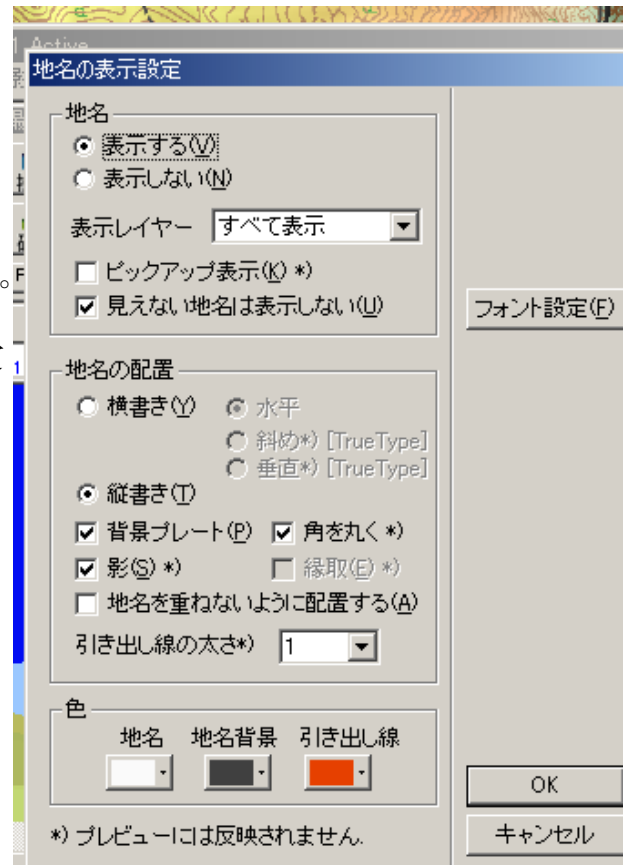 1 Active
地名の表示設定
地名
表示する(V)
表示しない(N)
表示レイヤー すべて表示
ピックアップ表示(K) *)
見えない地名は表示しない(U)
フォント設定(F)
地名の配置
横書き(Y) 水平
斜め*) [TrueType]
垂直*) [TrueType]
縦書き(T)
背景プレート(P) 角を丸く *)
影(S) *) 縁取(E) *)
地名を重ねないように配置する(A)
引き出し線の太さ*) 1
色
地名 地名背景 引き出し線
OK
*) プレビューには反映されません.
キャンセル